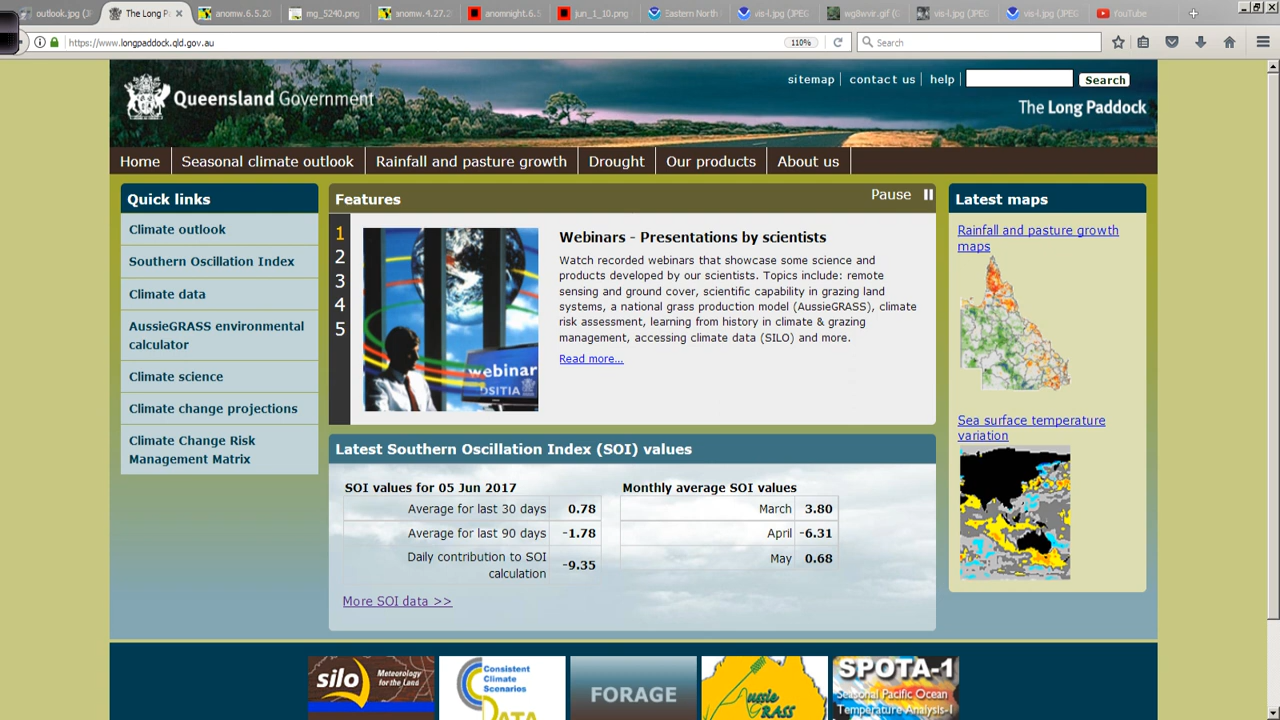 outlook.jpg (J
The Long P
anomw.6.5.20
mg_5240.png
anomw.4.27.2
anomnight.6.5
jun_1_10.png
Eastern North
vis-l.jpg (JPEG
wg8wvir.gif (G
vis-l.jpg (JPEG
vis-l.jpg (JPEG
YouTube
https://www.longpaddock.qld.gov.au
110%
Search
Queensland Government
sitemap
contact us
help
Search
The Long Paddock
Home
Seasonal climate outlook
Rainfall and pasture growth
Drought
Our products
About us
Quick links
Climate outlook
Southern Oscillation Index
Climate data
AussieGRASS environmental
calculator
Climate science
Climate change projections
Climate Change Risk
Management Matrix
Features
Pause
1
2
3
4
5
webinar
DSITIA
Webinars - Presentations by scientists
Watch recorded webinars that showcase some science and
products developed by our scientists. Topics include: remote
sensing and ground cover, scientific capability in grazing land
systems, a national grass production model (AussieGRASS), climate
risk assessment, learning from history in climate & grazing
management, accessing climate data (SILO) and more.
Read more...
Latest Southern Oscillation Index (SOI) values
SOI values for 05 Jun 2017
Average for last 30 days 0.78
Average for last 90 days -1.78
Daily contribution to SOI
calculation -9.35
Monthly average SOI values
March 3.80
April -6.31
May 0.68
More SOI data >>
Latest maps
Rainfall and pasture growth
maps
Sea surface temperature
variation
silo Meteorology
for the Land
Consistent
Climate
Scenarios
DATA
FORAGE
Aussie
GRASS
SPOTA-1
Seasonal Pacific Ocean
Temperature Analysis-1